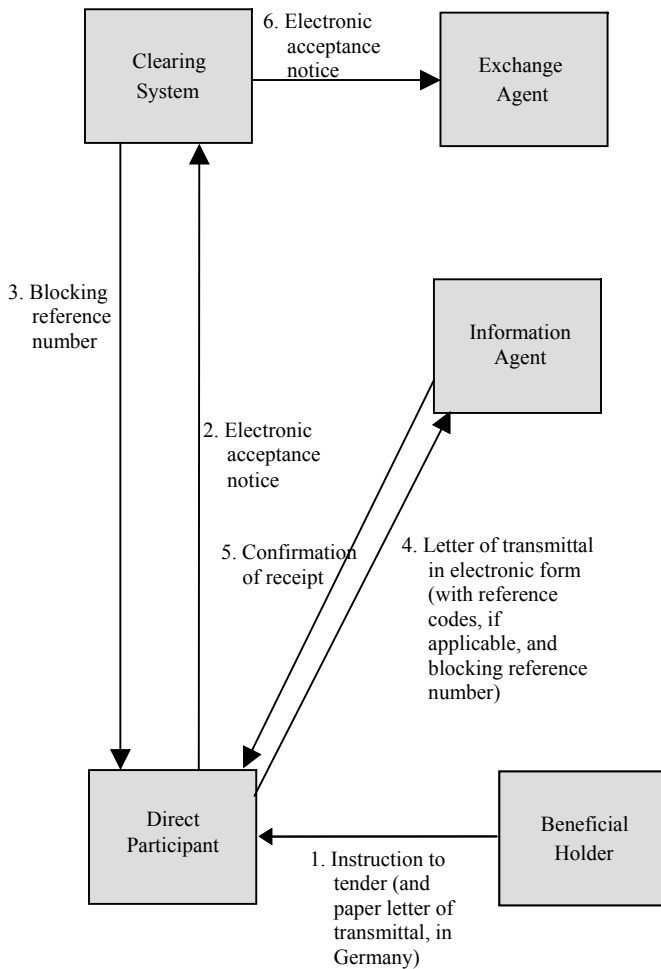 6. Electronic
acceptance
notice
Clearing
System
Exchange
Agent
3. Blocking
reference
number
Information
Agent
2. Electronic
acceptance
notice
5. Confirmation
of receipt
4. Letter of transmittal
in electronic form
(with reference
codes, if
applicable, and
blocking reference
number)
Direct
Participant
Beneficial
Holder
1. Instruction to
tender (and
paper letter of
transmittal, in
Germany)